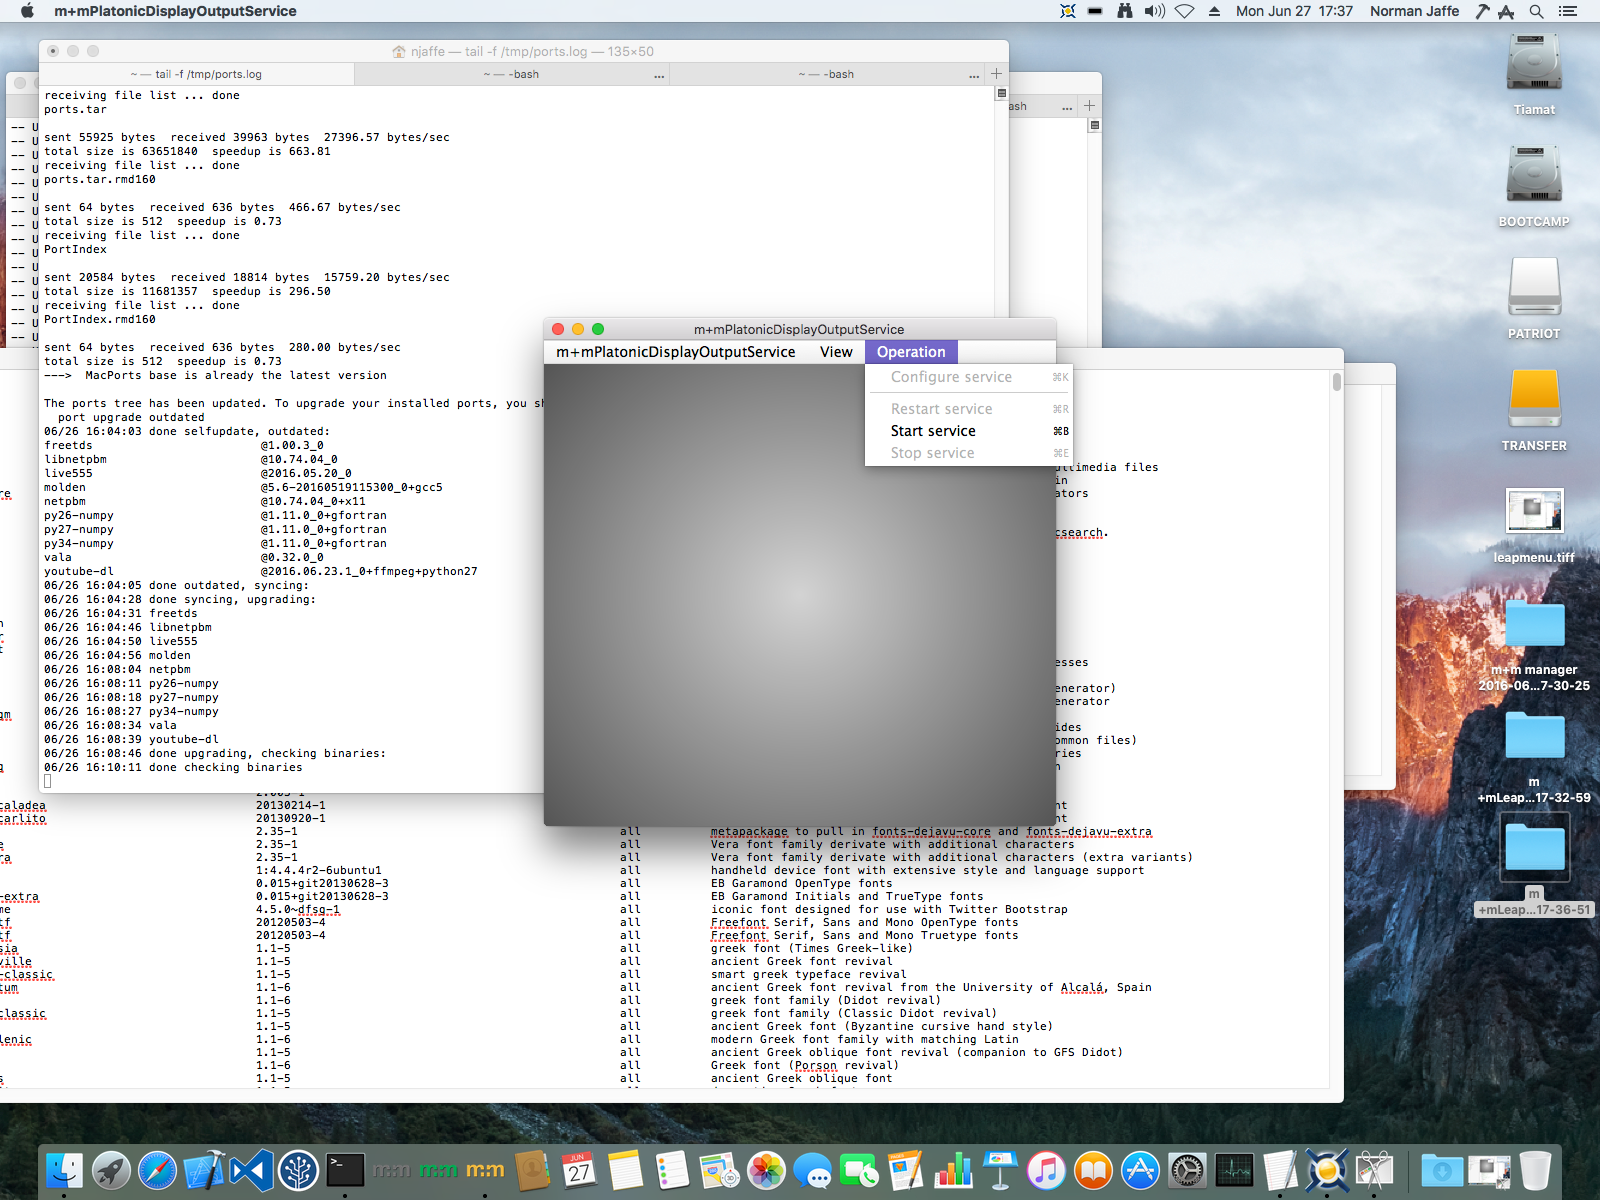 m+mPlatonicDisplayOutputService
Mon Jun 27 17:37 Norman Jaffe
njaffe — tail -f /tmp/ports.log — 135×50
~ — tail -f /tmp/ports.log
~ — -bash ...
~ — -bash ... +
ash ... +
receiving file list ... done
ports.tar
sent 55925 bytes  received 39963 bytes  27396.57 bytes/sec
total size is 63651840  speedup is 663.81
receiving file list ... done
ports.tar.rmd160
sent 64 bytes  received 636 bytes  466.67 bytes/sec
total size is 512  speedup is 0.73
receiving file list ... done
PortIndex
sent 20584 bytes  received 18814 bytes  15759.20 bytes/sec
total size is 11681357  speedup is 296.50
receiving file list ... done
PortIndex.rmd160
sent 64 bytes  received 636 bytes  280.00 bytes/sec
total size is 512  speedup is 0.73
---> MacPorts base is already the latest version
The ports tree has been updated. To upgrade your installed ports, you sh
port upgrade outdated
06/26 16:04:03 done selfupdate, outdated:
freetds @1.00.3_0
libnetpbm @10.74.04_0
live555 @2016.05.20_0
molden @5.6-20160519115300_0+gcc5
netpbm @10.74.04_0+x11
py26-numpy @1.11.0_0+gfortran
py27-numpy @1.11.0_0+gfortran
py34-numpy @1.11.0_0+gfortran
vala @0.32.0_0
youtube-dl @2016.06.23.1_0+ffmpeg+python27
06/26 16:04:05 done outdated, syncing:
06/26 16:04:28 done syncing, upgrading:
06/26 16:04:31 freetds
06/26 16:04:46 libnetpbm
06/26 16:04:50 live555
06/26 16:04:56 molden
06/26 16:08:04 netpbm
06/26 16:08:11 py26-numpy
06/26 16:08:18 py27-numpy
06/26 16:08:27 py34-numpy
06/26 16:08:34 vala
06/26 16:08:39 youtube-dl
06/26 16:08:46 done upgrading, checking binaries:
06/26 16:10:11 done checking binaries
m+mPlatonicDisplayOutputService
m+mPlatonicDisplayOutputService View Operation
Configure service ⌘K
Restart service ⌘R
Start service ⌘B
Stop service ⌘E
ultimedia files
in
ators
csearch.
esses
enerator)
enerator
ides
ommon files)
ries
caladea 20130214-1
carlito 20130920-1
2.35-1 all metapackage to pull in fonts-dejavu-core and fonts-dejavu-extra
2.35-1 all Vera font family derivate with additional characters
2.35-1 all Vera font family derivate with additional characters (extra variants)
1:4.4.4r2-6ubuntu1 all handheld device font with extensive style and language support
0.015+git20130628-3 all EB Garamond OpenType fonts
-extra 0.015+git20130628-3 all EB Garamond Initials and TrueType fonts
me 4.5.0~dfsg-1 all iconic font designed for use with Twitter Bootstrap
tf 20120503-4 all Freefont Serif, Sans and Mono OpenType fonts
tf 20120503-4 all Freefont Serif, Sans and Mono Truetype fonts
sia 1.1-5 all greek font (Times Greek-like)
ville 1.1-5 all ancient Greek font revival
-classic 1.1-5 all smart greek typeface revival
tum 1.1-6 all ancient Greek font revival from the University of Alcalá, Spain
1.1-6 all greek font family (Didot revival)
classic 1.1-5 all greek font family (Classic Didot revival)
1.1-5 all ancient Greek font (Byzantine cursive hand style)
lenic 1.1-6 all modern Greek font family with matching Latin
1.1-5 all ancient Greek oblique font revival (companion to GFS Didot)
1.1-6 all Greek font (Porson revival)
1.1-5 all ancient Greek oblique font
Tiamat
BOOTCAMP
PATRIOT
TRANSFER
leapmenu.tiff
m+m manager
2016-06...7-30-25
m
+mLeap...17-32-59
m
+mLeap...17-36-51
m+m m+m m+m
JUN
27